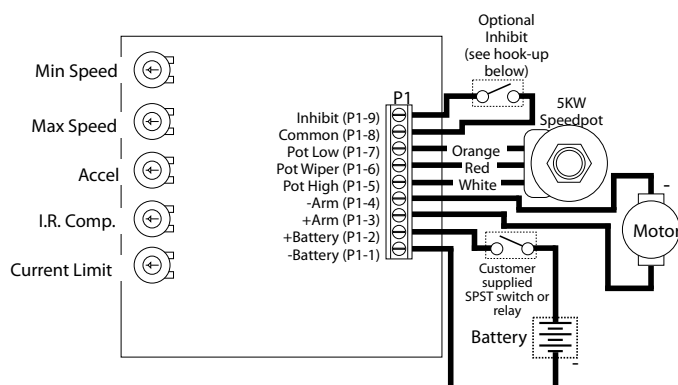 Optional
Inhibit
(see hook-up
below)
Min Speed
Max Speed
Accel
I.R. Comp.
Current Limit
P1
Inhibit (P1-9)
Common (P1-8)
Pot Low (P1-7)
Pot Wiper (P1-6)
Pot High (P1-5)
-Arm (P1-4)
+Arm (P1-3)
+Battery (P1-2)
-Battery (P1-1)
5KW
Speedpot
Orange
Red
White
-
Motor
Customer
supplied
SPST switch or
relay
Battery
-